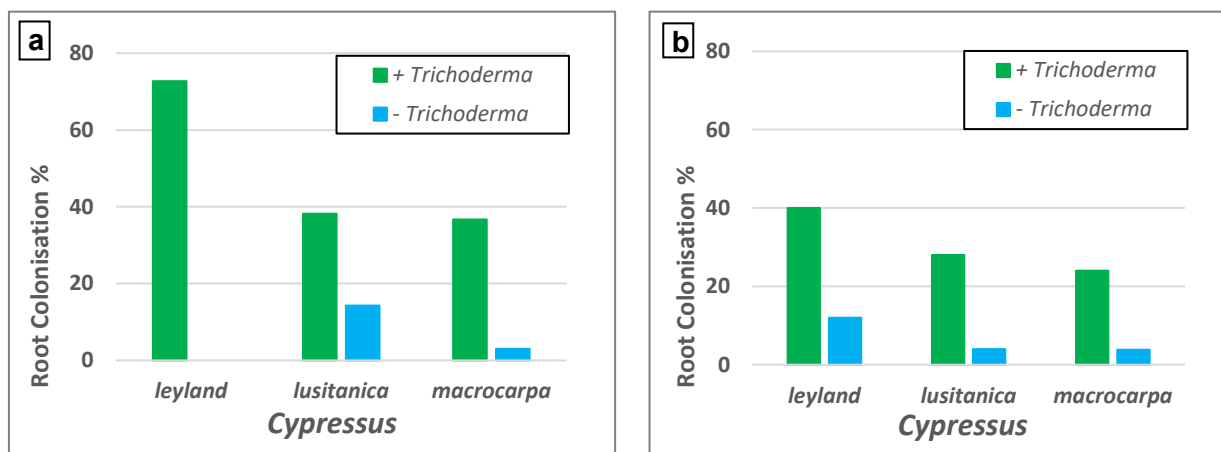 a
80
60
40
20
0
Root Colonisation %
+ Trichoderma
- Trichoderma
leyland lusitanica macrocarpa
Cypressus
b
80
60
40
20
0
Root Colonisation %
+ Trichoderma
- Trichoderma
leyland lusitanica macrocarpa
Cypressus